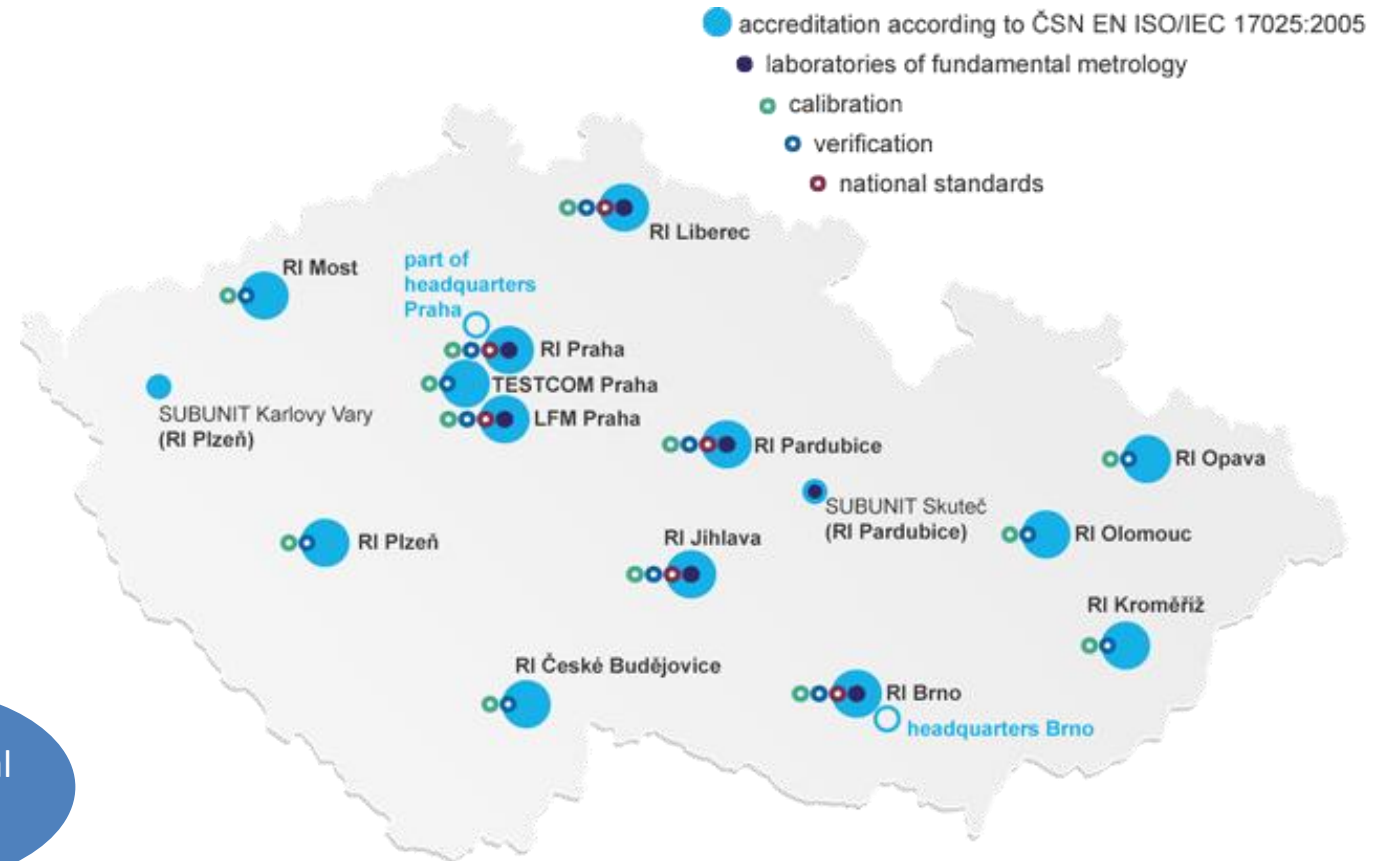 accreditation according to ČSN EN ISO/IEC 17025:2005
laboratories of fundamental metrology
calibration
verification
national standards
RI Liberec
RI Most
part of
headquarters
Praha
RI Praha
TESTCOM Praha
LFM Praha
SUBUNIT Karlovy Vary
(RI Plzeň)
RI Pardubice
RI Opava
SUBUNIT Skuteč
(RI Pardubice)
RI Olomouc
RI Plzeň
RI Jihlava
RI Kroměříž
RI České Budějovice
RI Brno
headquarters Brno